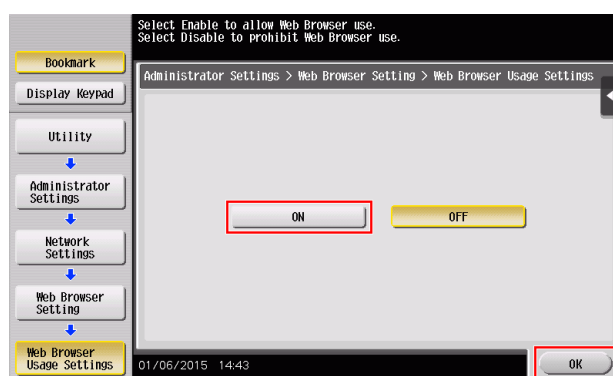 Select Enable to allow Web Browser use.
Select Disable to prohibit Web Browser use.
Bookmark
Display Keypad
Utility
Administrator
Settings
Network
Settings
Web Browser
Setting
Web Browser
Usage Settings
Administrator Settings > Web Browser Setting > Web Browser Usage Settings
ON
OFF
01/06/2015 14:43
OK